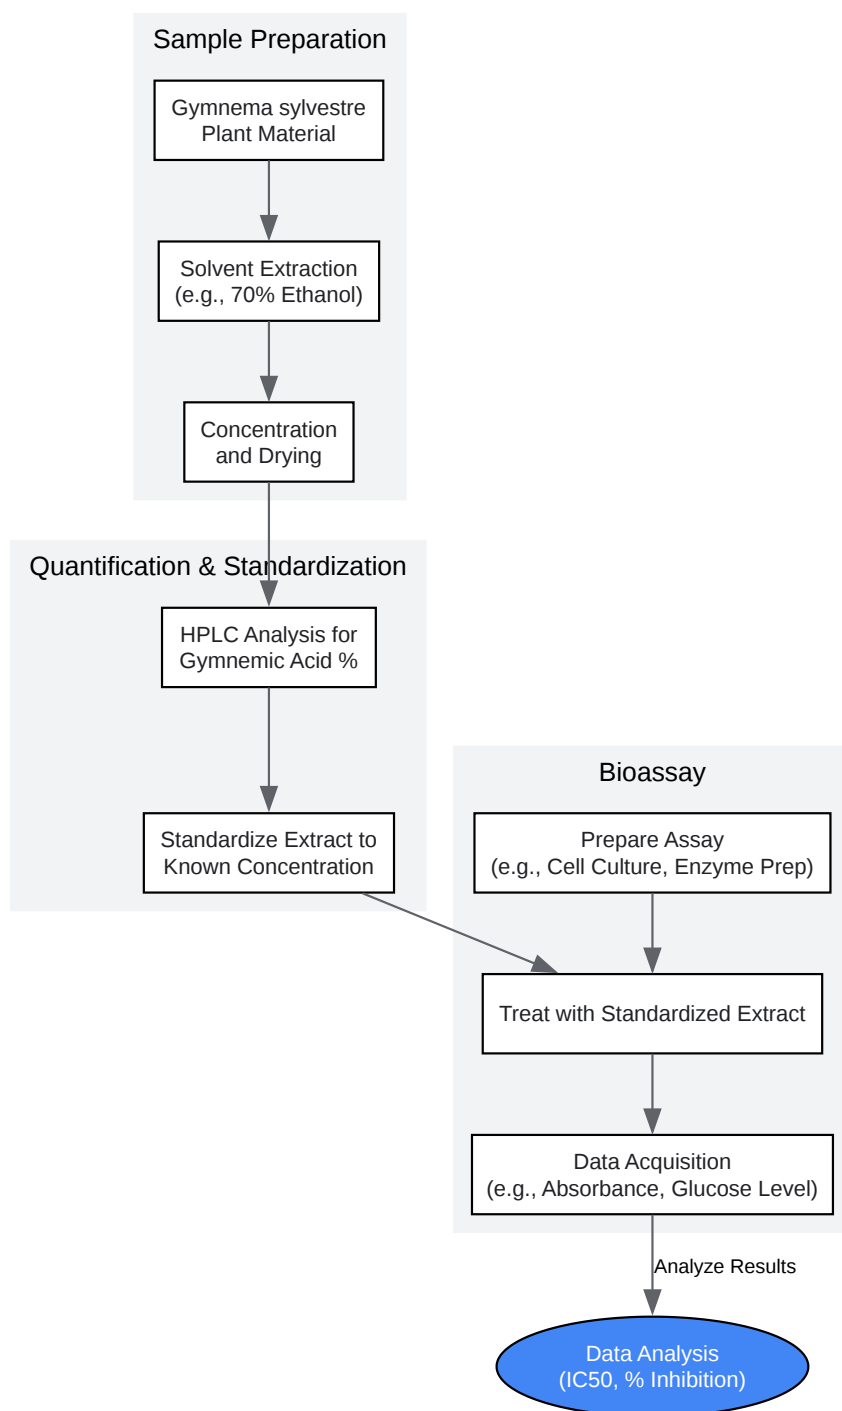 Sample Preparation
Gymnema sylvestre
Plant Material
Solvent Extraction
(e.g., 70% Ethanol)
Concentration
and Drying
Quantification & Standardization
HPLC Analysis for
Gymnemic Acid %
Standardize Extract to
Known Concentration
Bioassay
Prepare Assay
(e.g., Cell Culture, Enzyme Prep)
Treat with Standardized Extract
Data Acquisition
(e.g., Absorbance, Glucose Level)
Analyze Results
Data Analysis
(IC50, % Inhibition)